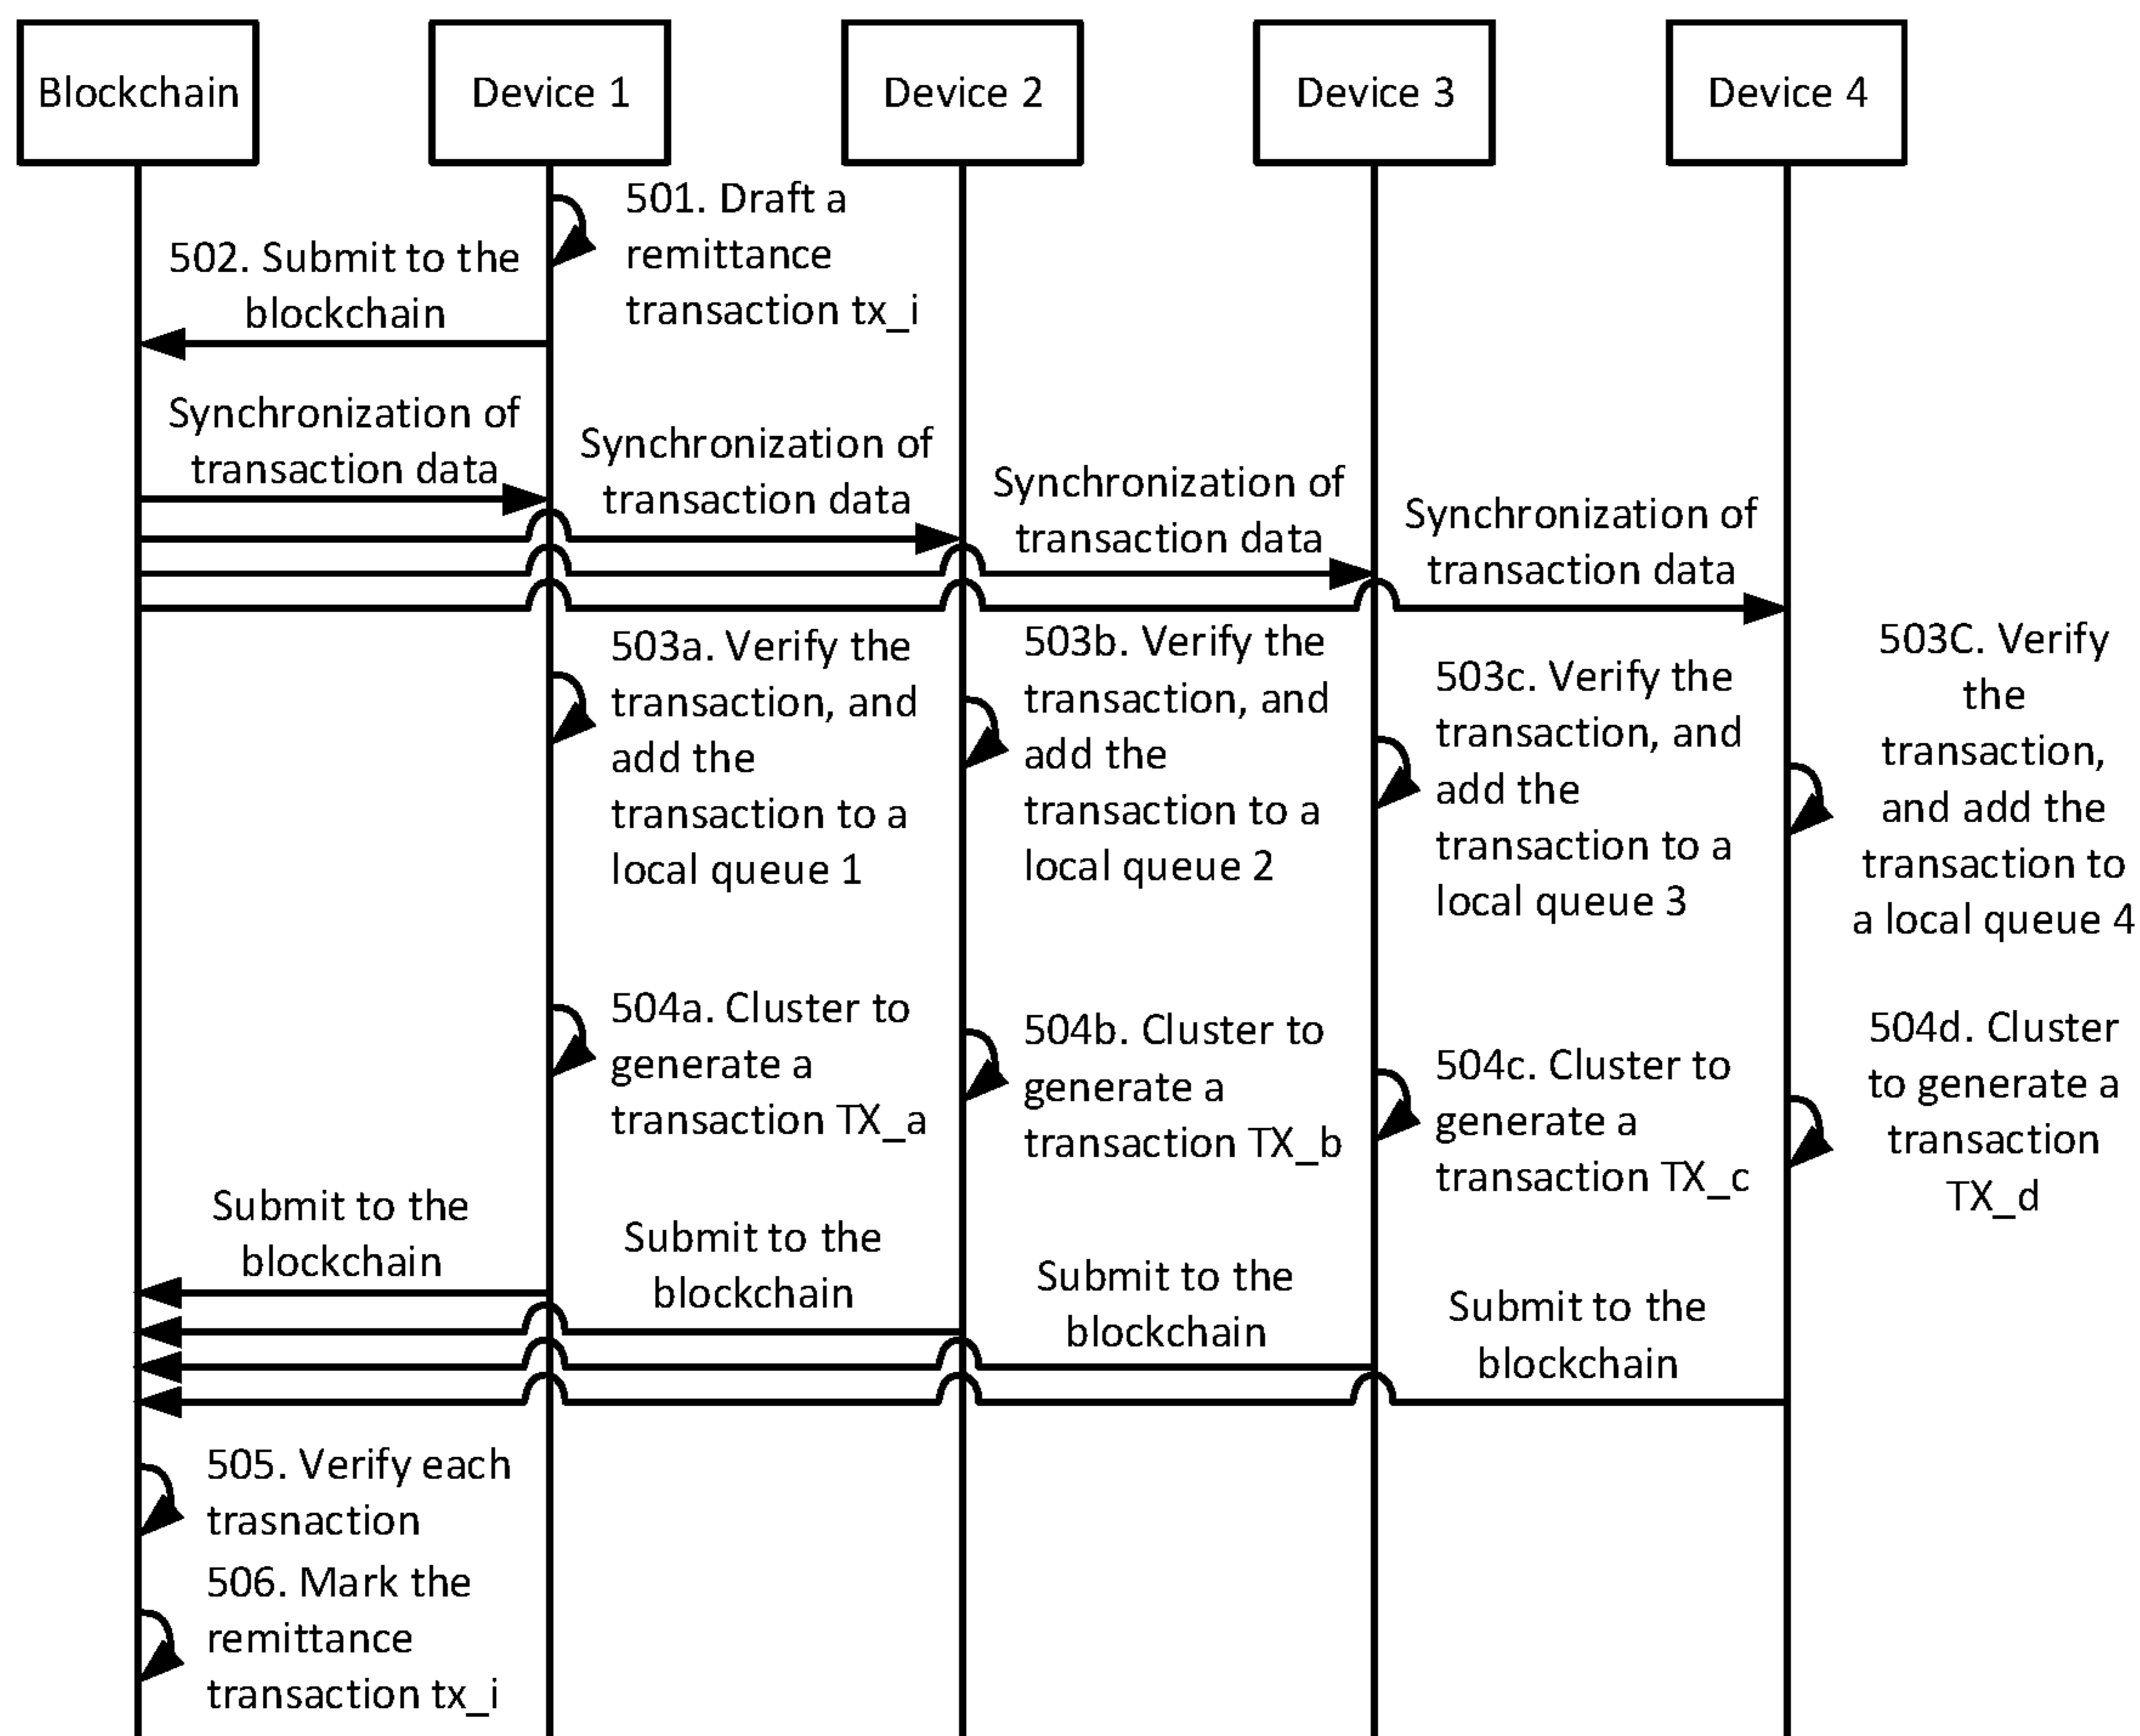 Blockchain
Device 1
Device 2
Device 3
Device 4
501. Draft a
remittance
transaction tx_i
502. Submit to the
blockchain
Synchronization of
transaction data
Synchronization of
transaction data
Synchronization of
transaction data
Synchronization of
transaction data
503a. Verify the
transaction, and
add the
transaction to a
local queue 1
503b. Verify the
transaction, and
add the
transaction to a
local queue 2
503c. Verify the
transaction, and
add the
transaction to a
local queue 3
503C. Verify
the
transaction,
and add the
transaction to
a local queue 4
504a. Cluster to
generate a
transaction TX_a
504b. Cluster to
generate a
transaction TX_b
504c. Cluster to
generate a
transaction TX_c
504d. Cluster
to generate a
transaction
TX_d
Submit to the
blockchain
Submit to the
blockchain
Submit to the
blockchain
Submit to the
blockchain
505. Verify each
trasnaction
506. Mark the
remittance
transaction tx_i